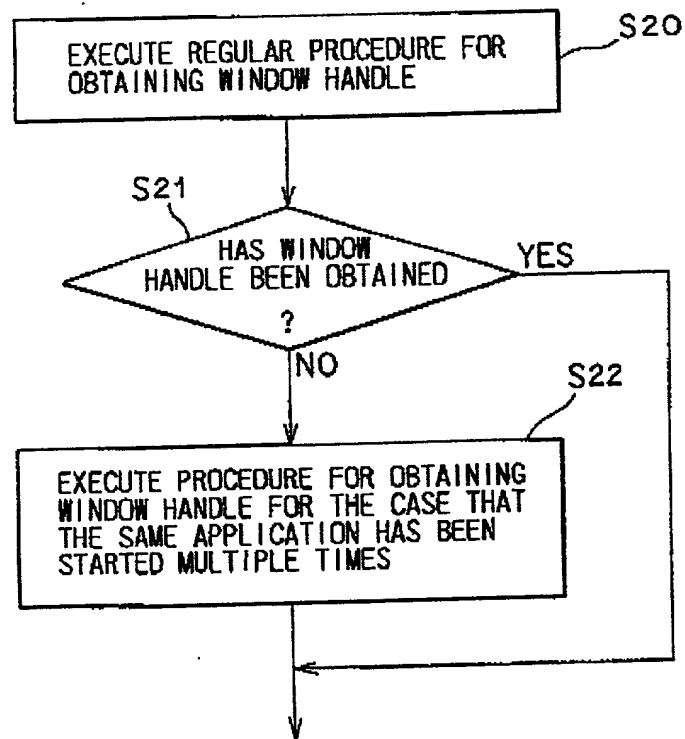 S20
EXECUTE REGULAR PROCEDURE FOR
OBTAINING WINDOW HANDLE
S21
HAS WINDOW
HANDLE BEEN OBTAINED
?
YES
NO
S22
EXECUTE PROCEDURE FOR OBTAINING
WINDOW HANDLE FOR THE CASE THAT
THE SAME APPLICATION HAS BEEN
STARTED MULTIPLE TIMES